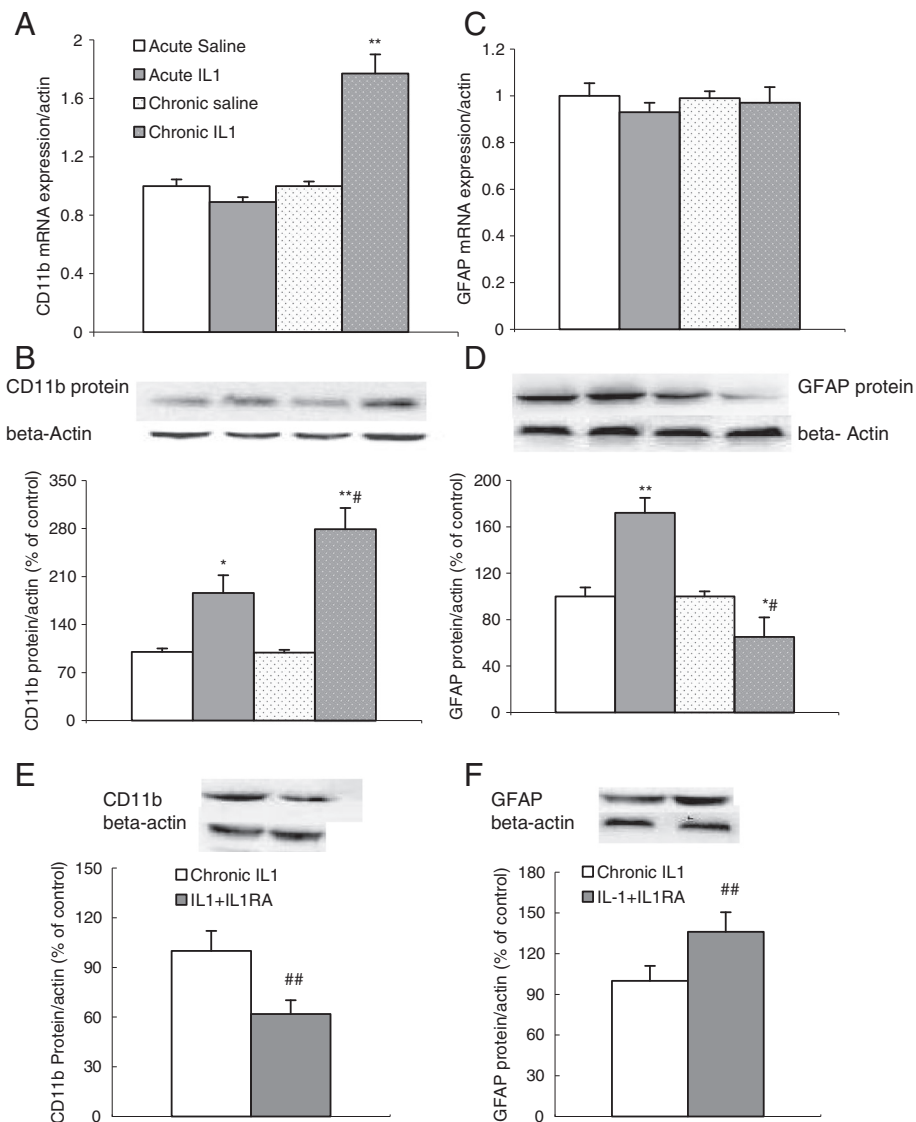 A
CD11b mRNA expression/actin
2
1.6
1.2
0.8
0.4
0
Acute Saline
Acute IL1
Chronic saline
Chronic IL1
**
C
GFAP mRNA expression/actin
1.2
1
0.8
0.6
0.4
0.2
0
B
CD11b protein
beta-Actin
CD11b protein/actin (% of control)
350
280
210
140
70
0
*
**#
D
GFAP protein
beta- Actin
GFAP protein/actin (% of control)
200
160
120
80
40
0
**
*#
E
CD11b
beta-actin
CD11b Protein/actin (% of control)
150
120
90
60
30
0
Chronic IL1
IL1+IL1RA
##
F
GFAP
beta-actin
GFAP protein/actin (% of control)
180
150
120
90
60
30
0
Chronic IL1
IL-1+IL1RA
##